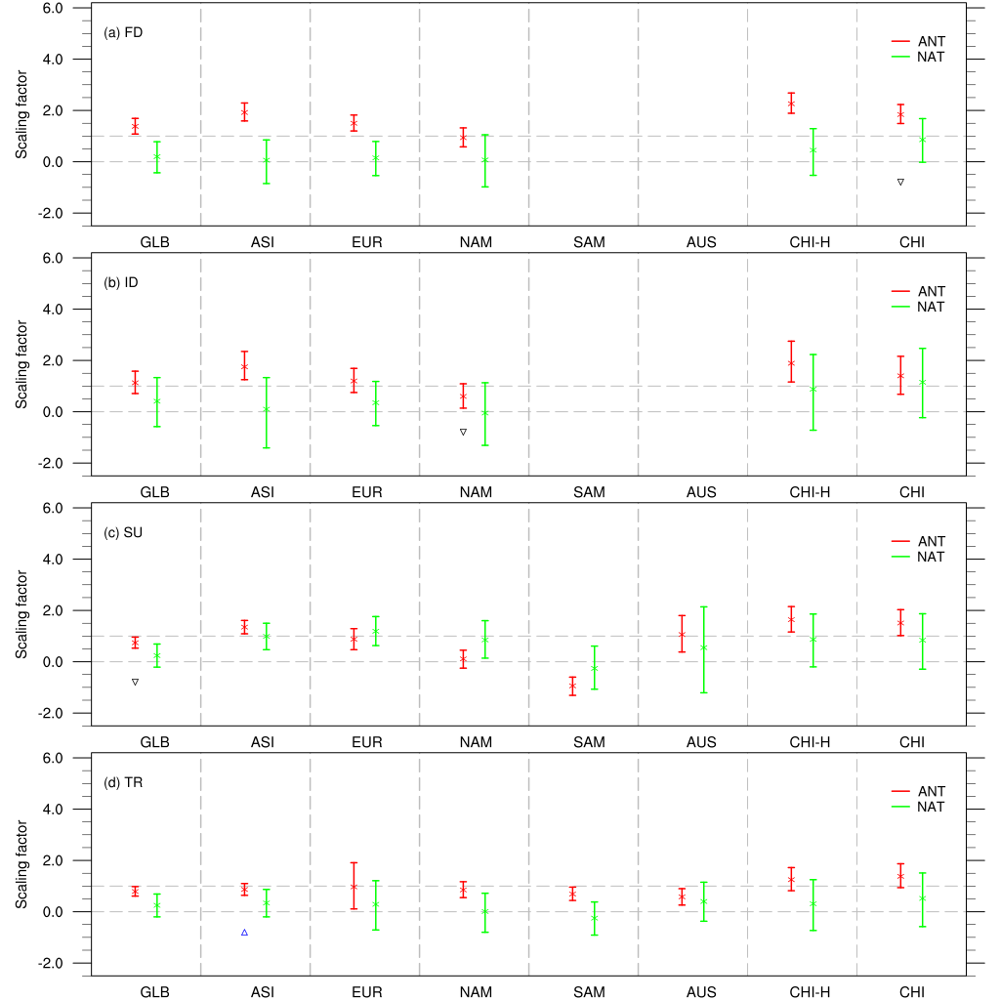 6.0
(a) FD
ANT
4.0
NAT
Scaling factor
2.0
0.0
-2.0
GLB ASI EUR NAM SAM AUS CHI-H CHI
6.0
(b) ID
ANT
4.0
NAT
Scaling factor
2.0
0.0
-2.0
GLB ASI EUR NAM SAM AUS CHI-H CHI
6.0
(c) SU
ANT
4.0
NAT
Scaling factor
2.0
0.0
-2.0
GLB ASI EUR NAM SAM AUS CHI-H CHI
6.0
(d) TR
ANT
4.0
NAT
Scaling factor
2.0
0.0
-2.0
GLB ASI EUR NAM SAM AUS CHI-H CHI